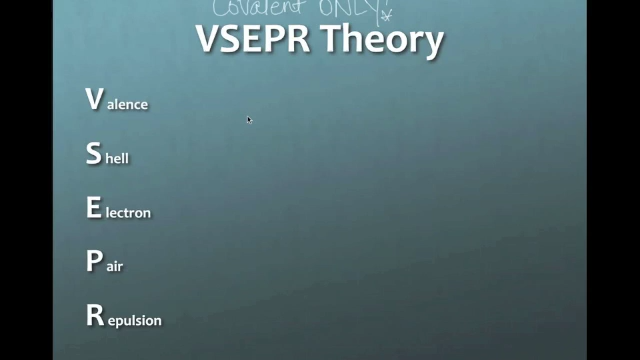 Covalent ONLY!
VSEPR Theory
Valence
Shell
Electron
Pair
Repulsion